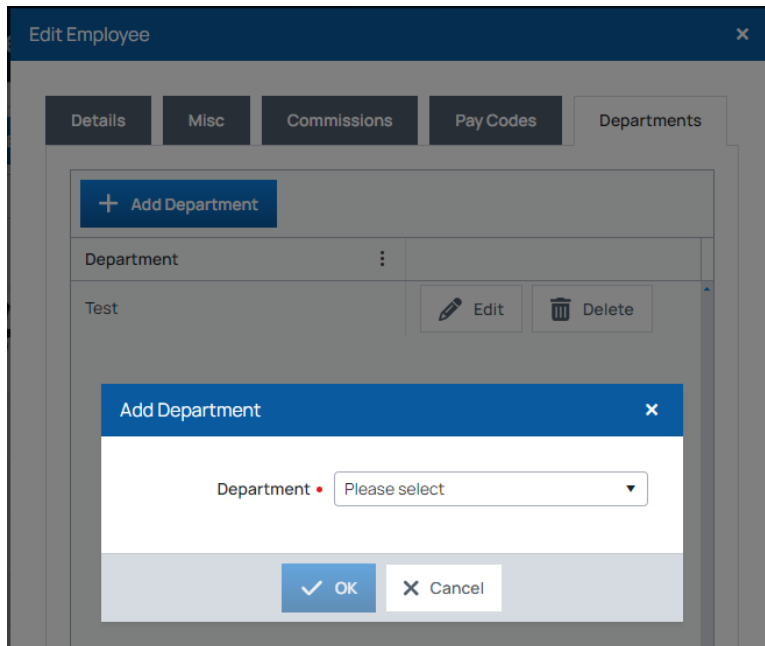 Edit Employee
Details Misc Commissions Pay Codes Departments
Add Department
Department
Test Edit Delete
Add Department
Department Please select
OK Cancel